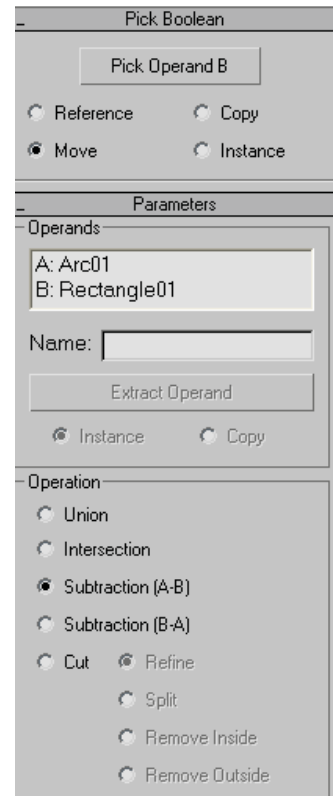 Pick Boolean
Pick Operand B
Reference Copy
Move Instance
Parameters
Operands
A: Arc01
B: Rectangle01
Name:
Extract Operand
Instance Copy
Operation
Union
Intersection
Subtraction (A-B)
Subtraction (B-A)
Cut Refine
Split
Remove Inside
Remove Outside